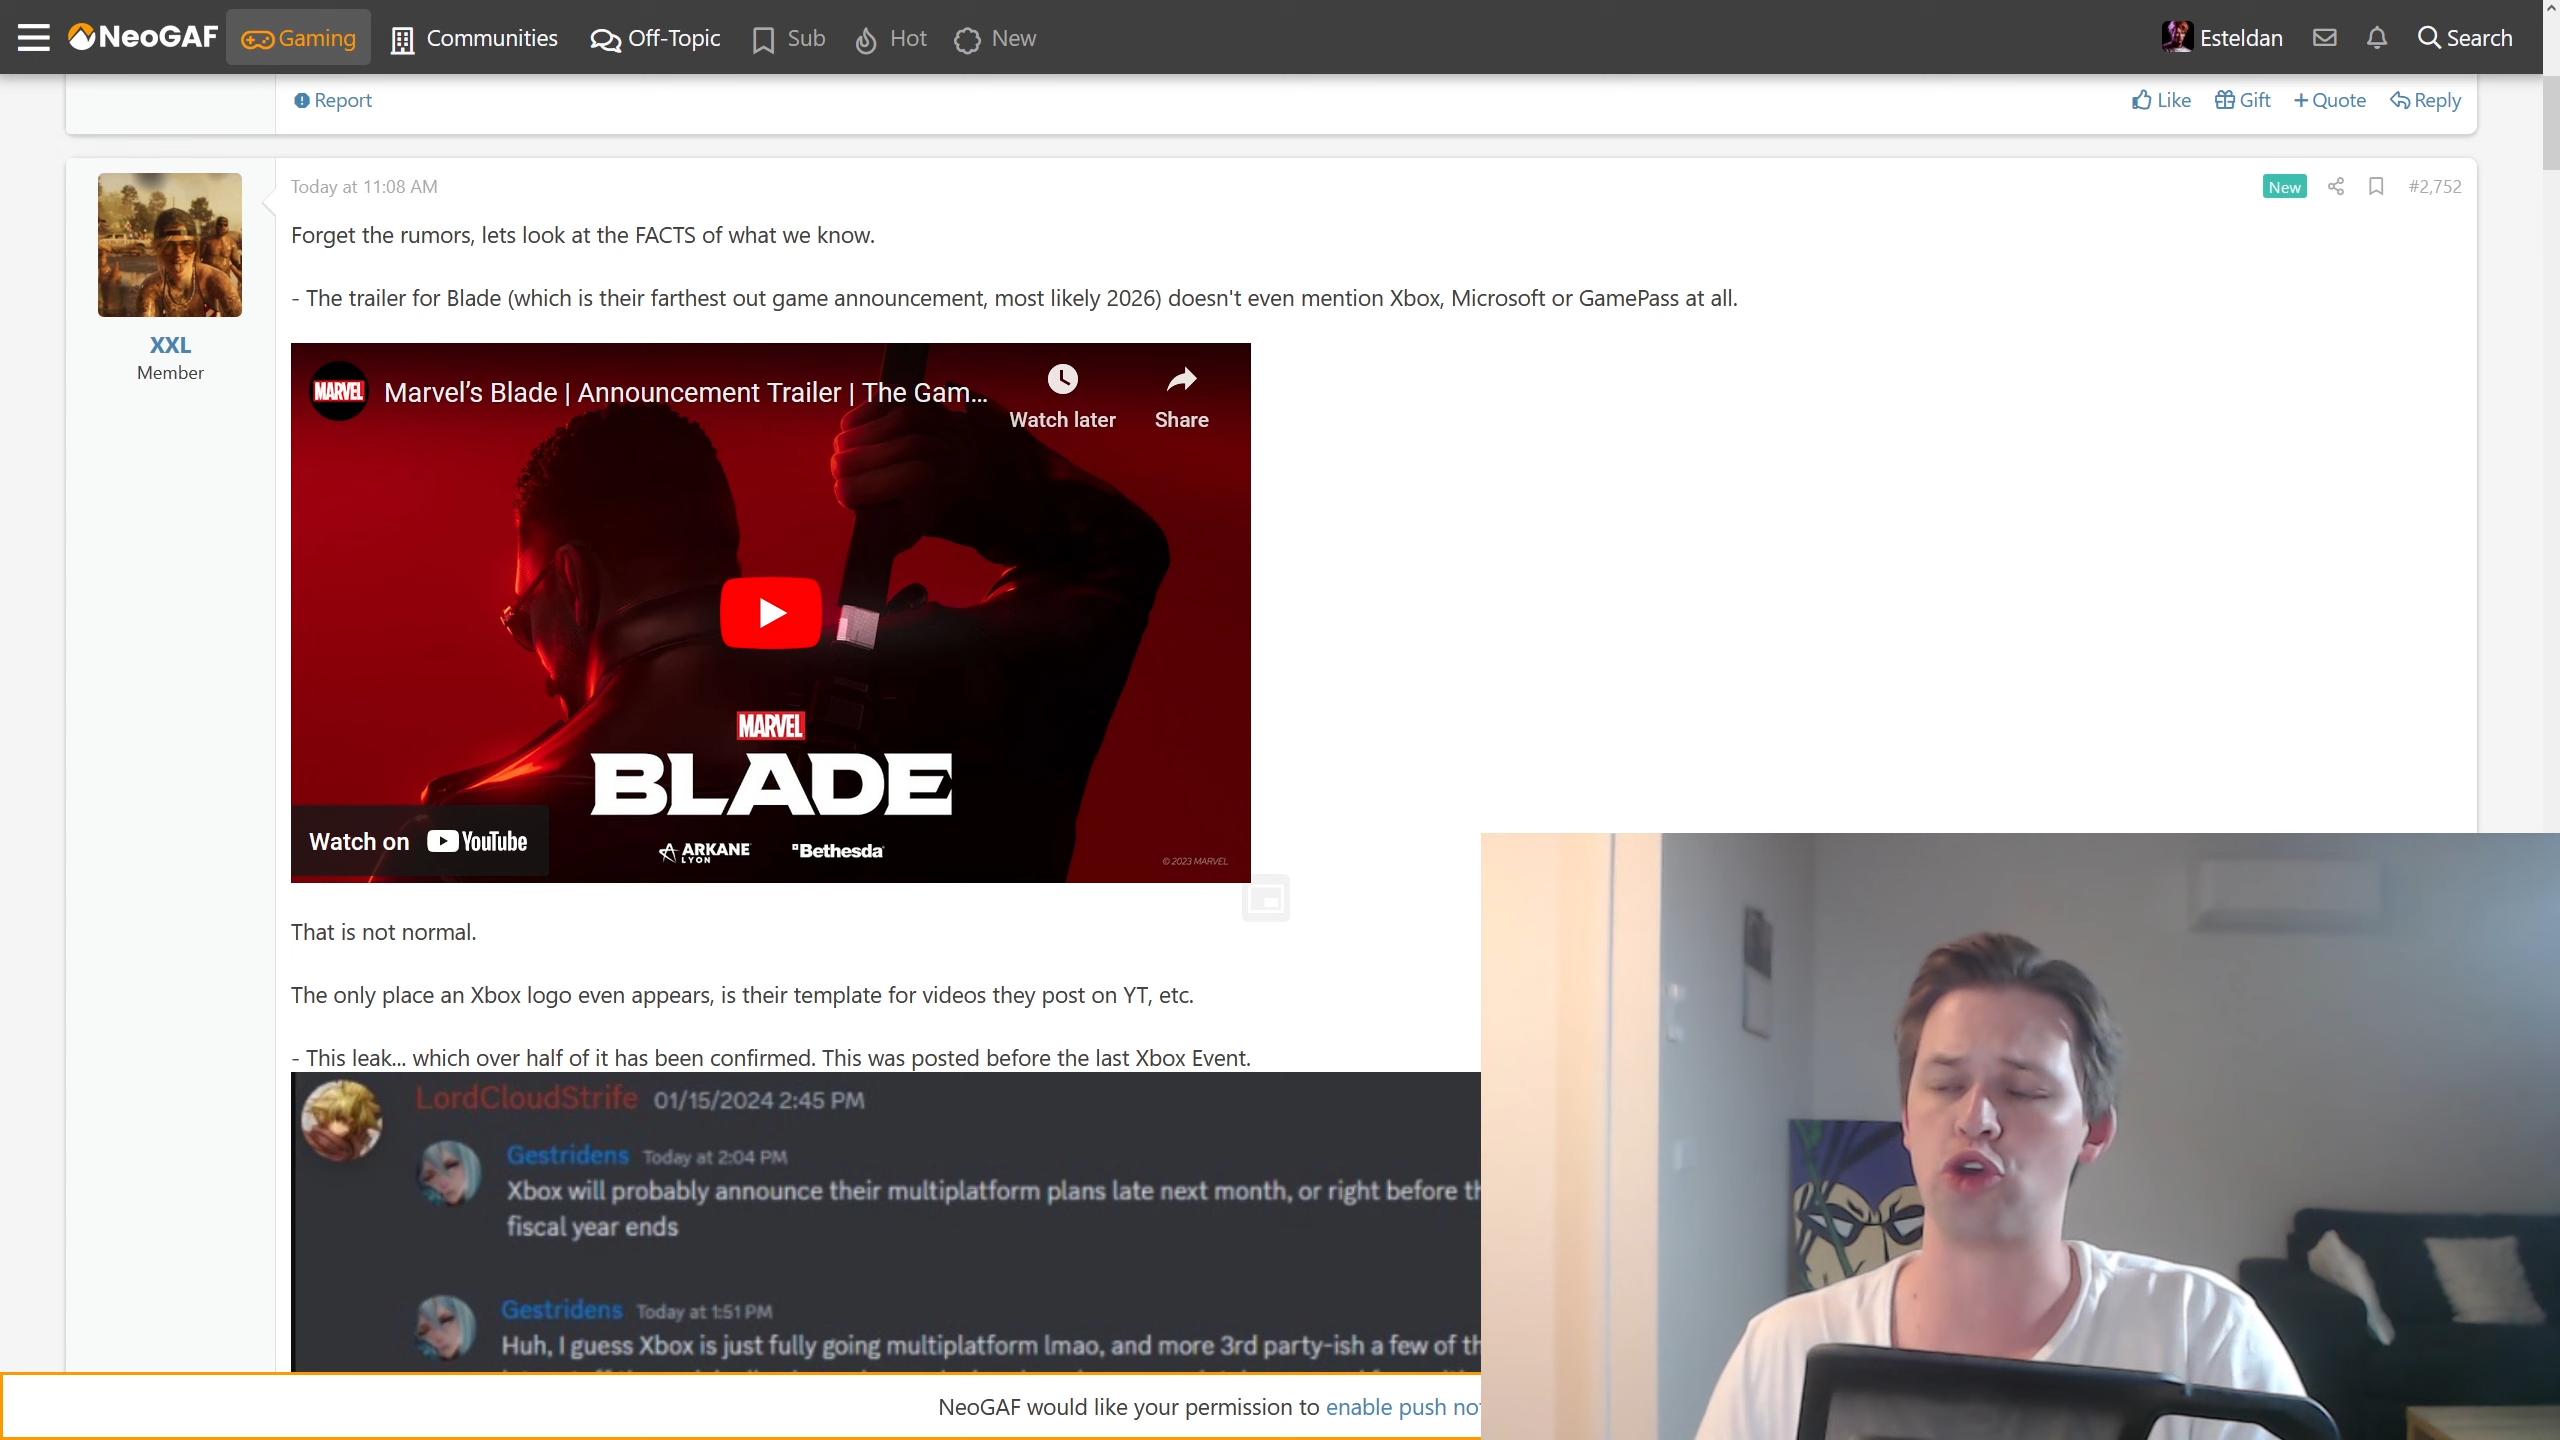 NeoGAF Gaming Communities Off-Topic Sub Hot New Esteldan Search
Report Like Gift + Quote Reply
Today at 11:08 AM New #2,752
XXL
Member
Forget the rumors, lets look at the FACTS of what we know.
- The trailer for Blade (which is their farthest out game announcement, most likely 2026) doesn't even mention Xbox, Microsoft or GamePass at all.
MARVEL Marvel’s Blade | Announcement Trailer | The Gam...
Watch later Share
MARVEL
BLADE
ARKANE LYON Bethesda
Watch on YouTube
© 2023 MARVEL
That is not normal.
The only place an Xbox logo even appears, is their template for videos they post on YT, etc.
- This leak... which over half of it has been confirmed. This was posted before the last Xbox Event.
LordCloudStrife 01/15/2024 2:45 PM
Gestridens Today at 2:04 PM
Xbox will probably announce their multiplatform plans late next month, or right before
fiscal year ends
Gestridens Today at 1:51 PM
Huh, I guess Xbox is just fully going multiplatform lmao, and more 3rd party-ish a few of
NeoGAF would like your permission to enable push